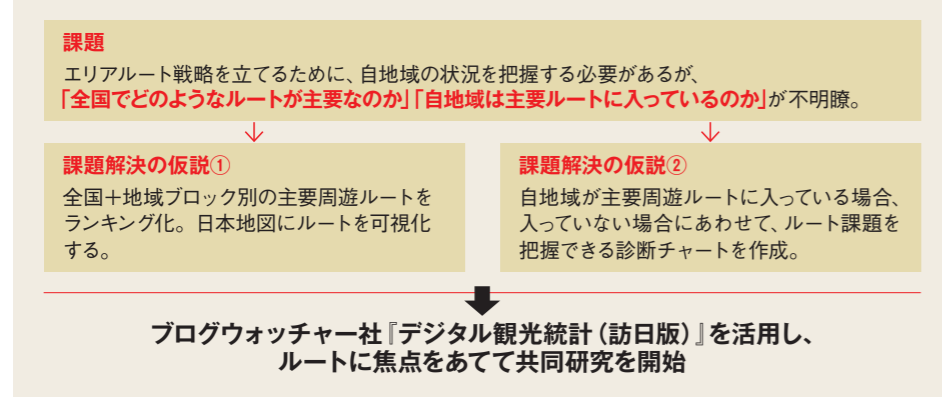 課題
エリアルート戦略を立てるために、自地域の状況を把握する必要があるが、
「全国でどのようなルートが主要なのか」「自地域は主要ルートに入っているのか」が不明瞭。
課題解決の仮説①
全国＋地域ブロック別の主要周遊ルートを
ランキング化。日本地図にルートを可視化
する。
課題解決の仮説②
自地域が主要周遊ルートに入っている場合、
入っていない場合にあわせて、ルート課題を
把握できる診断チャートを作成。
ブログウォッチャー社『デジタル観光統計（訪日版）』を活用し、
ルートに焦点をあてて共同研究を開始